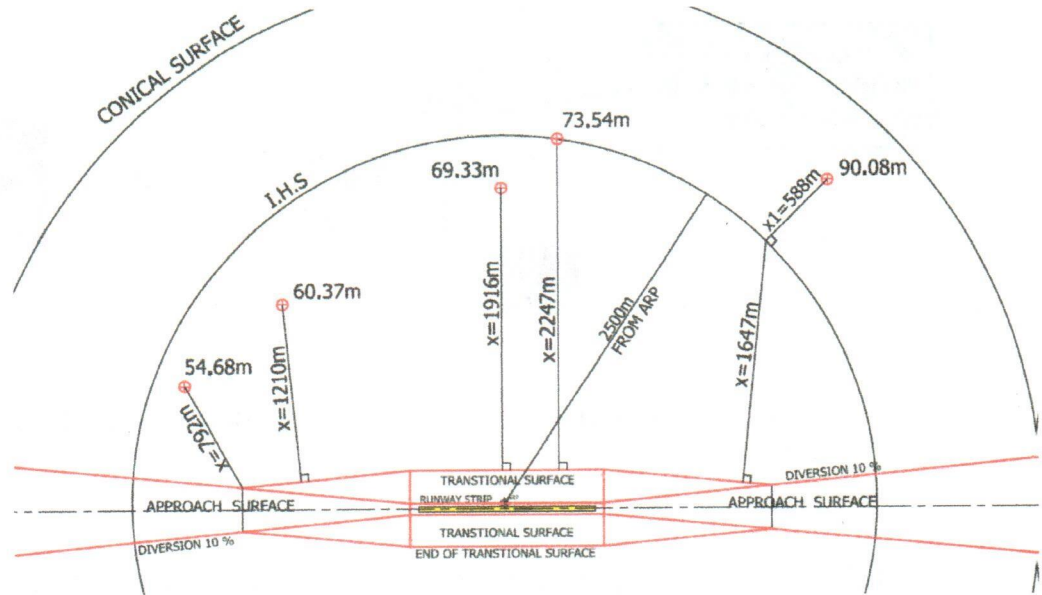 CONICAL SURFACE
I.H.S
73.54m
69.33m
90.08m
x1=588m
60.37m
54.68m
x=792m
x=1210m
x=1916m
x=2247m
2500m
FROM ARP
x=1647m
TRANSTIONAL SURFACE
DIVERSION 10 %
RUNWAY STRIP
APPROACH SURFACE
APPROACH SURFACE
TRANSTIONAL SURFACE
DIVERSION 10 %
END OF TRANSTIONAL SURFACE